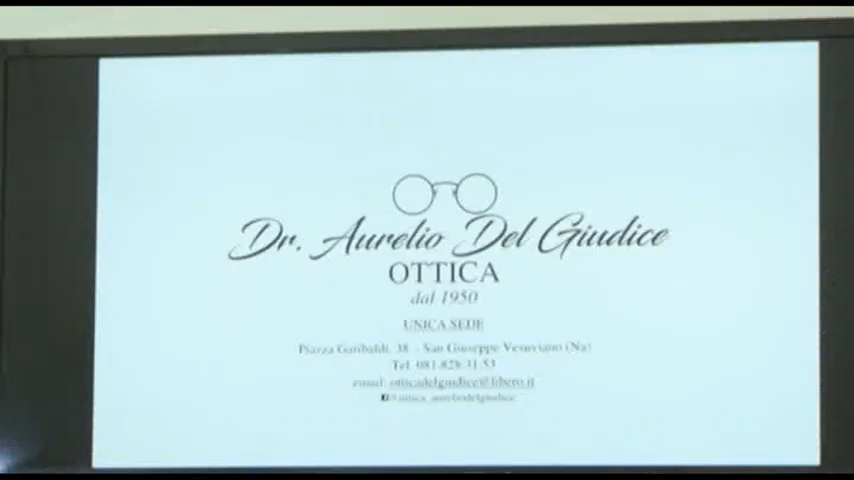 Dr. Aurelio Del Giudice
OTTICA
dal 1950
UNICA SEDE
Piazza Garibaldi, 38 - San Giuseppe Vesuviano (Na)
Tel. 081.828.31.53
email: otticadelgiudice@libero.it